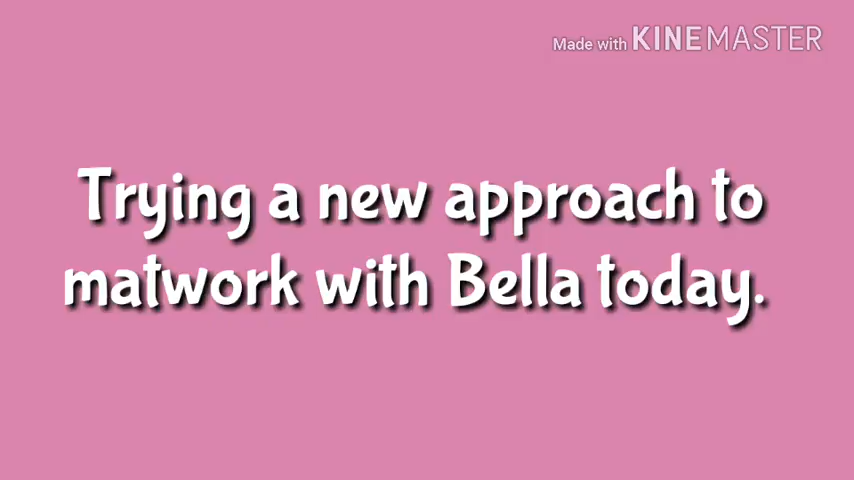 Made with KINEMASTER
Trying a new approach to
matwork with Bella today.